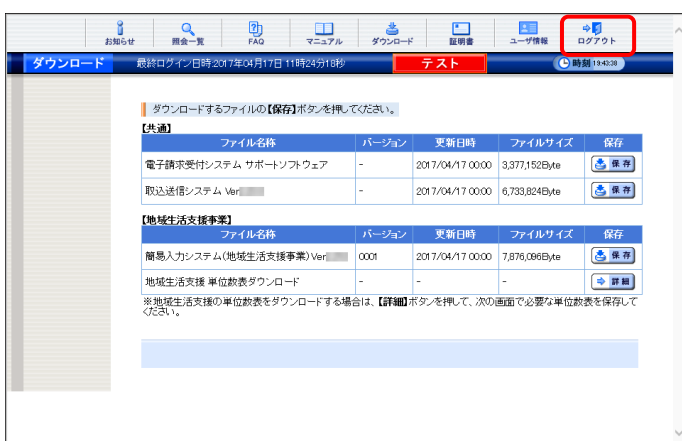 お知らせ 照会一覧 FAQ マニュアル ダウンロード 証明書 ユーザ情報 ログアウト
ダウンロード 最終ログイン日時:2017年04月17日 11時24分18秒 テスト 時刻 19:43:38
ダウンロードするファイルの【保存】ボタンを押してください。
【共通】
ファイル名称 バージョン 更新日時 ファイルサイズ 保存
電子請求受付システム サポートソフトウェア - 2017/04/17 00:00 3,377,152Byte 保存
取込送信システム Ver - 2017/04/17 00:00 6,733,824Byte 保存
【地域生活支援事業】
ファイル名称 バージョン 更新日時 ファイルサイズ 保存
簡易入力システム(地域生活支援事業)Ver 0001 2017/04/17 00:00 7,876,096Byte 保存
地域生活支援 単位数表ダウンロード - - - 詳細
※地域生活支援の単位数表をダウンロードする場合は、【詳細】ボタンを押して、次の画面で必要な単位数表を保存して
ください。